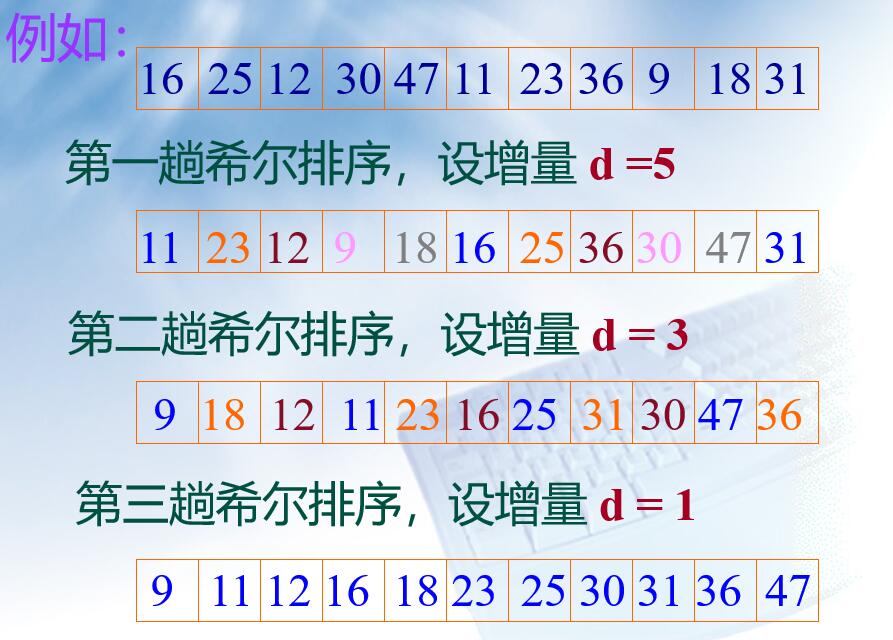 例如：
16 25 12 30 47 11 23 36 9 18 31
第一趟希尔排序，设增量 d =5
11 23 12 9 18 16 25 36 30 47 31
第二趟希尔排序，设增量 d = 3
9 18 12 11 23 16 25 31 30 47 36
第三趟希尔排序，设增量 d = 1
9 11 12 16 18 23 25 30 31 36 47